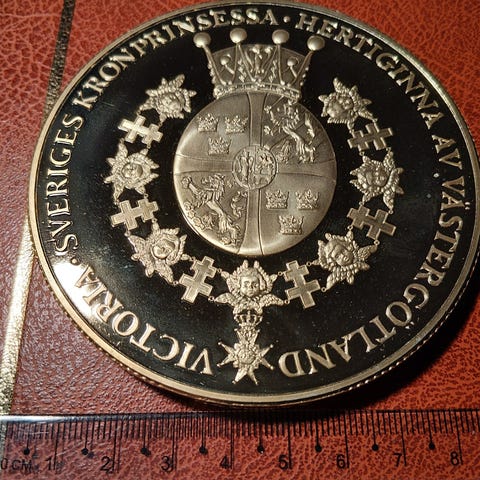 VICTORIA · SVERIGES KRONPRINSESSA · HERTIGINNA AV VÄSTERGÖTLAND
0 CM 1 2 3 4 5 6 7 8